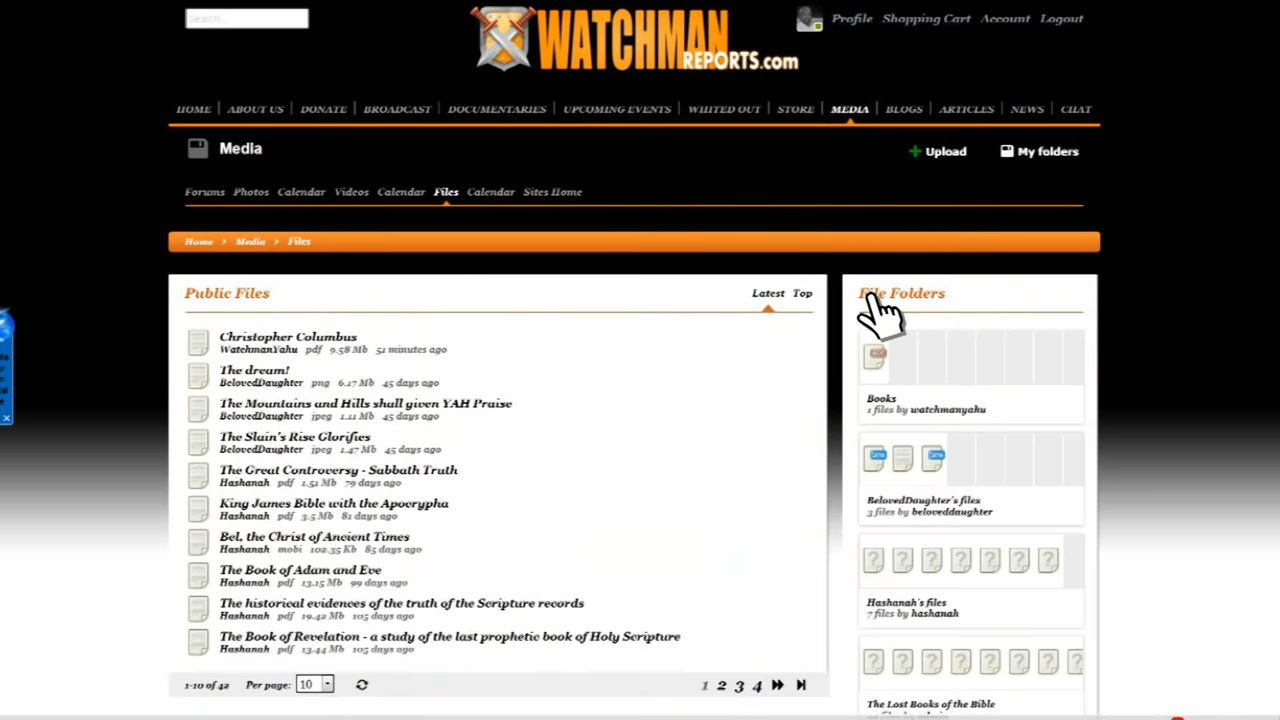 Search...
WATCHMAN
REPORTS.com
Profile Shopping Cart Account Logout
HOME ABOUT US DONATE BROADCAST DOCUMENTARIES UPCOMING EVENTS WHITED OUT STORE MEDIA BLOGS ARTICLES NEWS CHAT
Media
Upload My folders
Forums Photos Calendar Videos Calendar Files Calendar Sites Home
Home > Media > Files
Public Files
Latest Top
Christopher Columbus
WatchmanYahu pdf 9.58 Mb 51 minutes ago
The dream!
BelovedDaughter png 6.17 Mb 45 days ago
The Mountains and Hills shall given YAH Praise
BelovedDaughter jpeg 1.11 Mb 45 days ago
The Slain's Rise Glorifies
BelovedDaughter jpeg 1.47 Mb 45 days ago
The Great Controversy - Sabbath Truth
Hashanah pdf 1.51 Mb 79 days ago
King James Bible with the Apocrypha
Hashanah pdf 3.5 Mb 81 days ago
Bel, the Christ of Ancient Times
Hashanah mobi 102.35 Kb 85 days ago
The Book of Adam and Eve
Hashanah pdf 13.15 Mb 99 days ago
The historical evidences of the truth of the Scripture records
Hashanah pdf 19.42 Mb 105 days ago
The Book of Revelation - a study of the last prophetic book of Holy Scripture
Hashanah pdf 13.44 Mb 105 days ago
1-10 of 42 Per page: 10
1 2 3 4
File Folders
Books
1 files by watchmanyahu
BelovedDaughter's files
3 files by beloveddaughter
Hashanah's files
7 files by hashanah
The Lost Books of the Bible